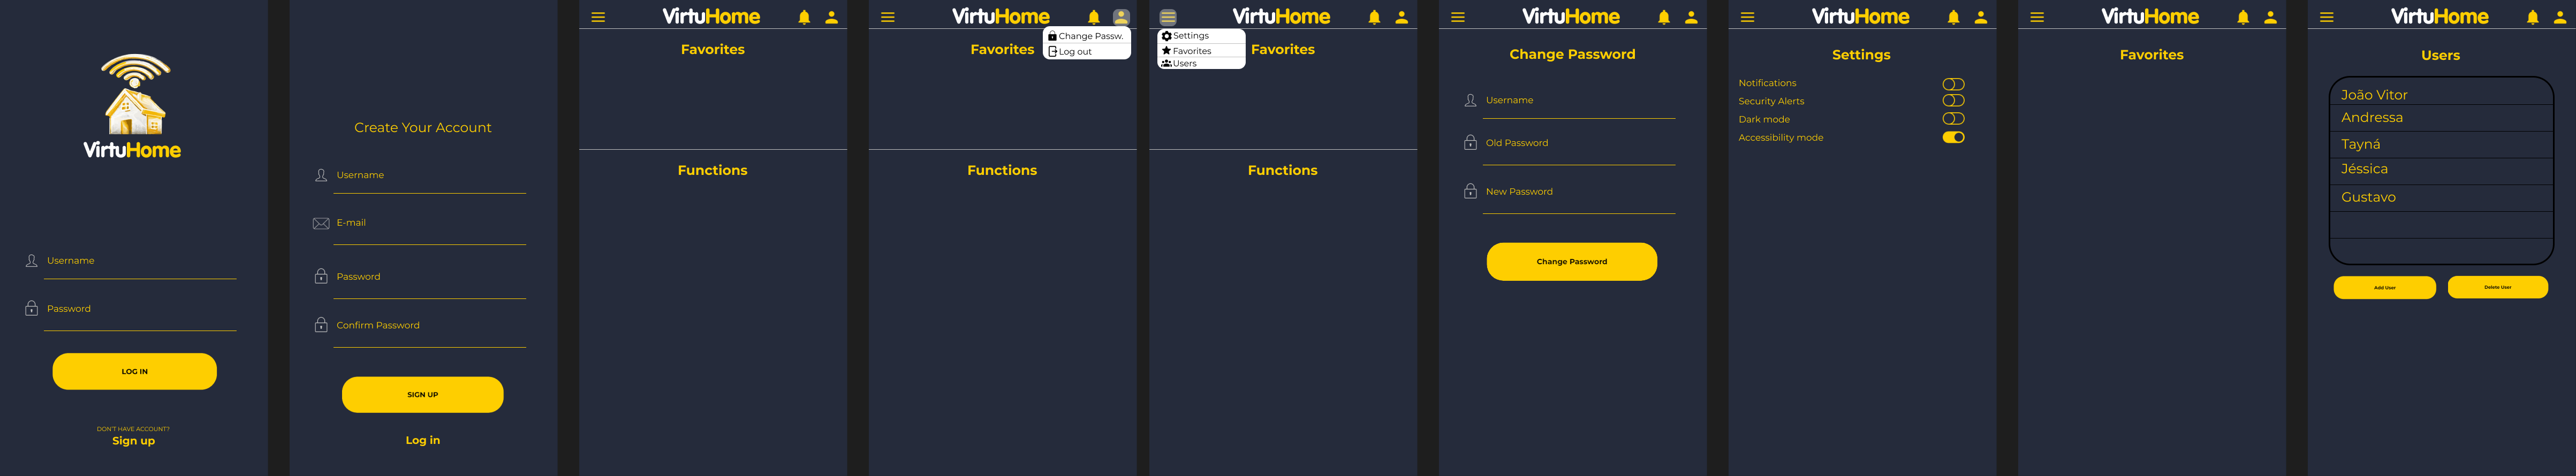 VirtuHome
Username
Password
LOG IN
DON'T HAVE ACCOUNT?
Sign up
Create Your Account
Username
E-mail
Password
Confirm Password
SIGN UP
Log in
VirtuHome
Favorites
Functions
VirtuHome
Change Passw.
Log out
Favorites
Functions
VirtuHome
Settings
Favorites
Users
Favorites
Functions
VirtuHome
Change Password
Username
Old Password
New Password
Change Password
VirtuHome
Settings
Notifications
Security Alerts
Dark mode
Accessibility mode
VirtuHome
Favorites
VirtuHome
Users
João Vitor
Andressa
Tayná
Jéssica
Gustavo
Add User
Delete User